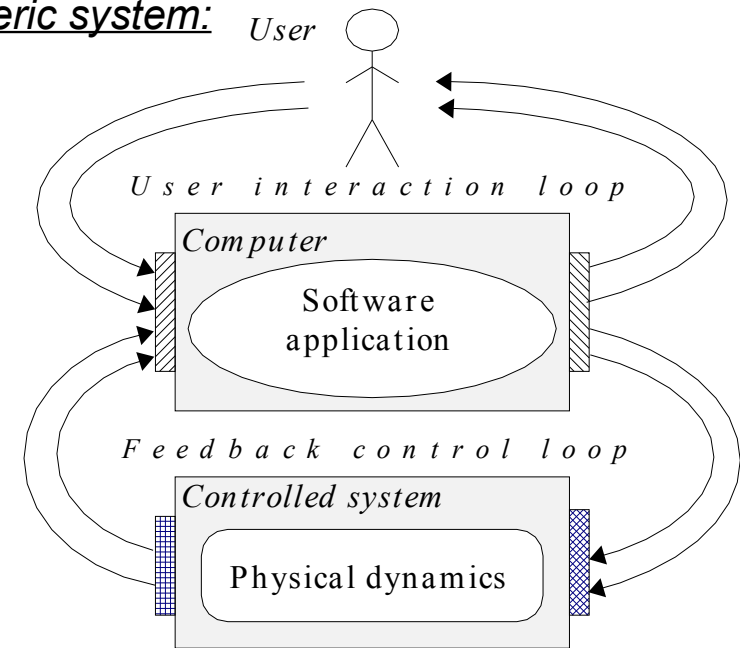 eric system:
User
User interaction loop
Computer
Software
application
Feedback control loop
Controlled system
Physical dynamics